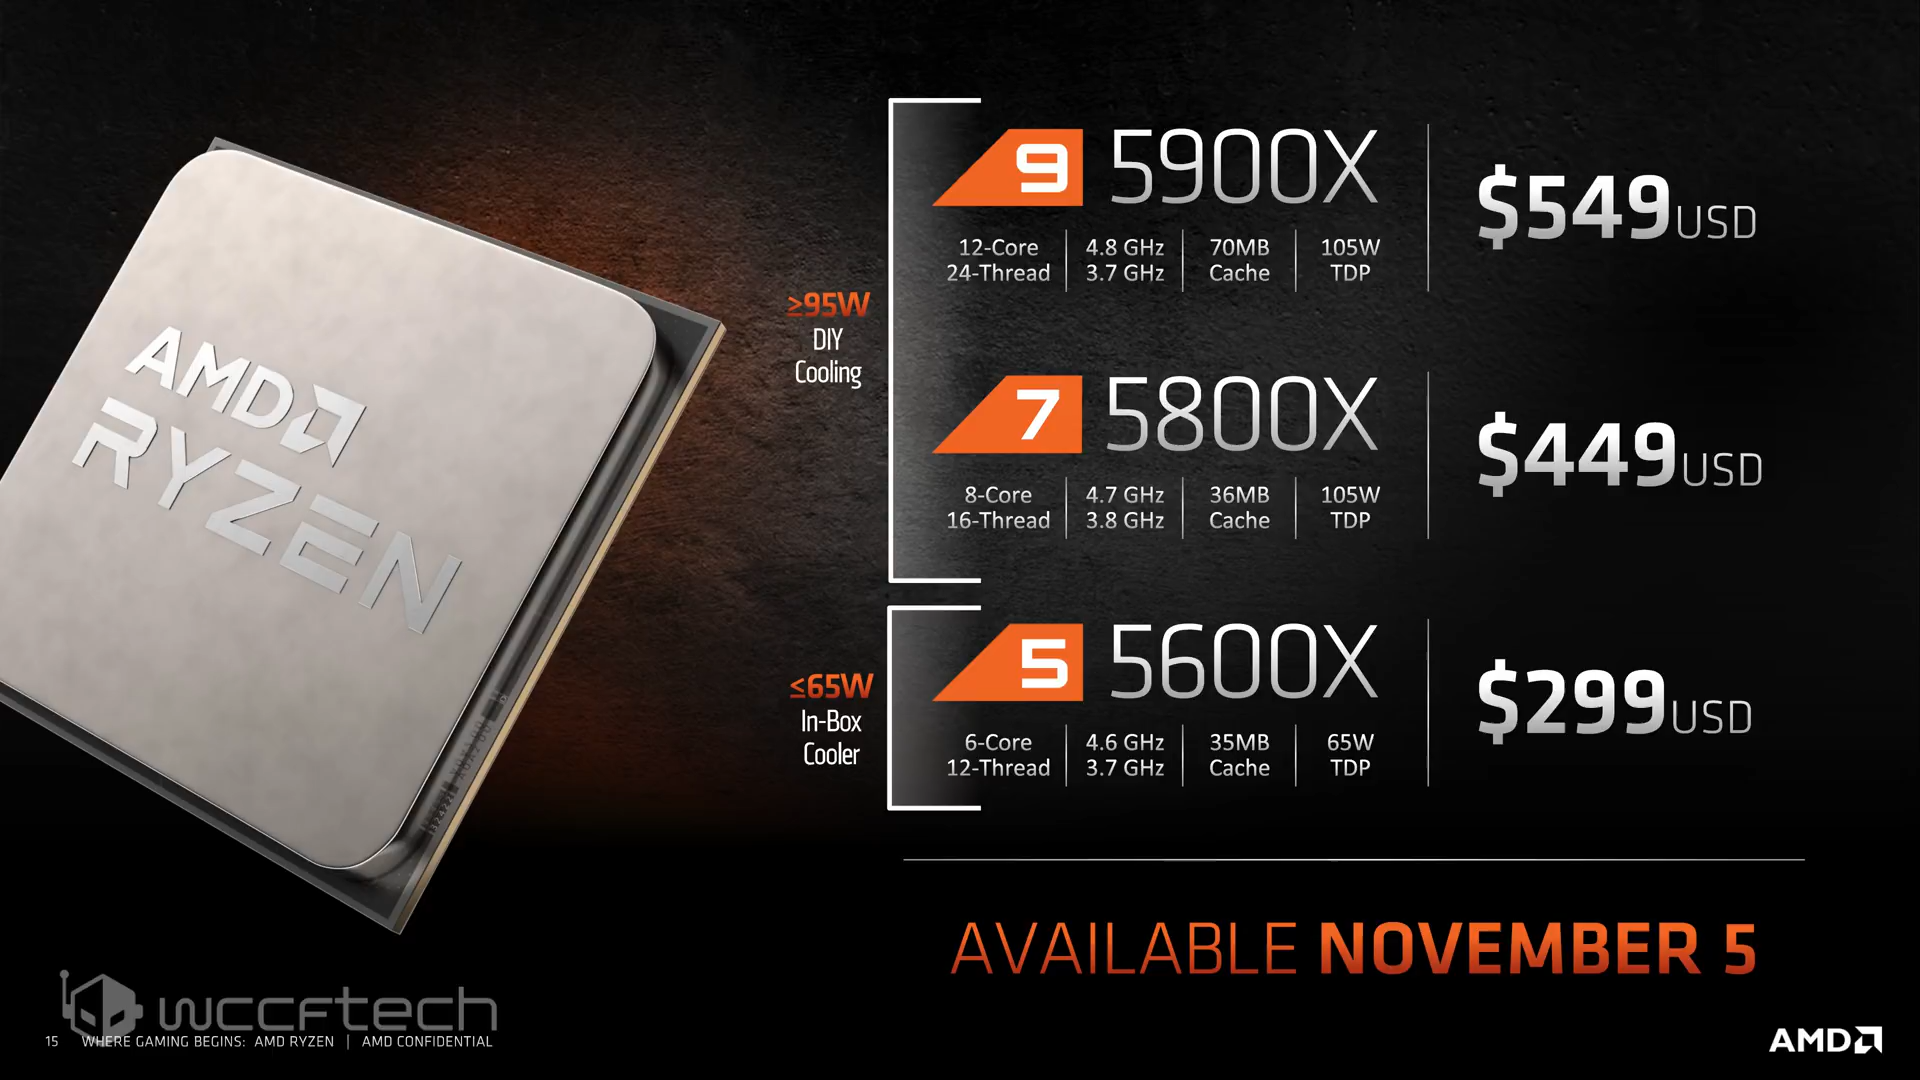 AMD
RYZEN
≥95W
DIY
Cooling
9 5900X
12-Core
24-Thread
4.8 GHz
3.7 GHz
70MB
Cache
105W
TDP
$549USD
7 5800X
8-Core
16-Thread
4.7 GHz
3.8 GHz
36MB
Cache
105W
TDP
$449USD
≤65W
In-Box
Cooler
5 5600X
6-Core
12-Thread
4.6 GHz
3.7 GHz
35MB
Cache
65W
TDP
$299USD
AVAILABLE NOVEMBER 5
wccftech
15 WHERE GAMING BEGINS: AMD RYZEN | AMD CONFIDENTIAL
AMD